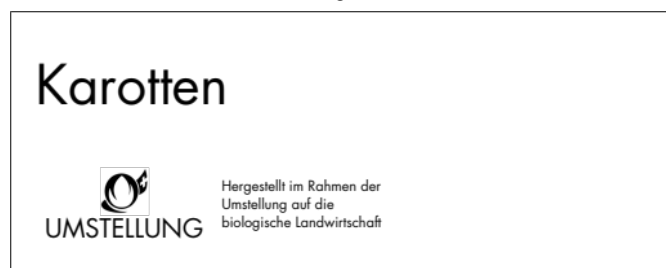 Karotten
UMSTELLUNG
Hergestellt im Rahmen der
Umstellung auf die
biologische Landwirtschaft